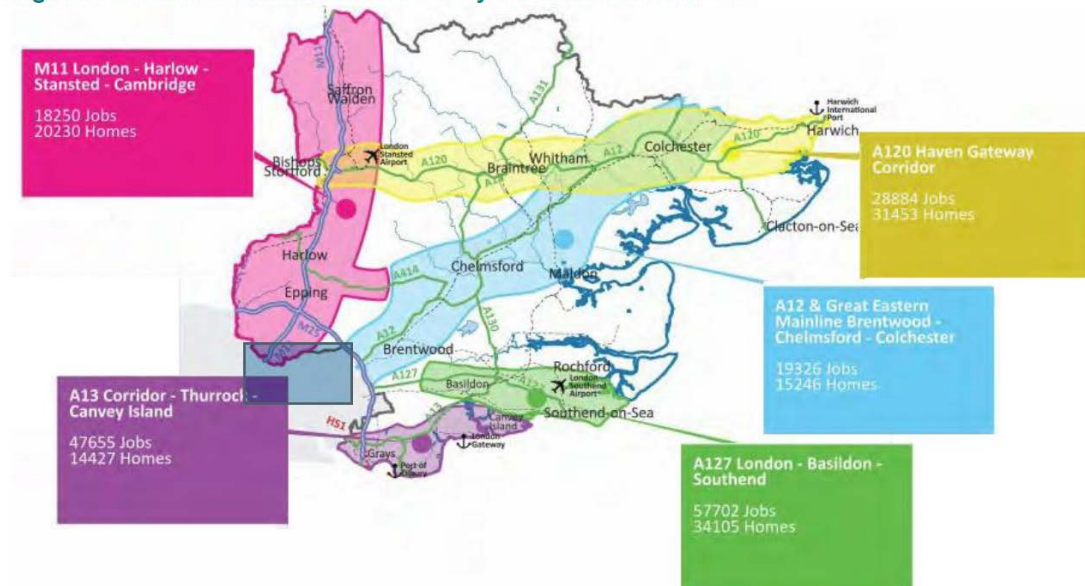 M11 London - Harlow -
Stansted - Cambridge
18250 Jobs
20230 Homes
M11
Saffron
Walden
A131
London
Stansted
Airport
Bishops
Stortford
A120
Braintree
Whitham
A12
Colchester
A120
Harwich
International
Port
Harwich
A120 Haven Gateway
Corridor
28884 Jobs
31453 Homes
Clacton-on-Sea
Harlow
A414
Chelmsford
Maldon
Epping
M25
A12
A130
Brentwood
A12 & Great Eastern
Mainline Brentwood -
Chelmsford - Colchester
19326 Jobs
15246 Homes
A127
Basildon
Rochford
London
Southend
Airport
Southend-on-Sea
A13 Corridor - Thurrock -
Canvey Island
47655 Jobs
14427 Homes
HS1
A13
Canvey
Island
London
Gateway
Grays
Port of
Tilbury
A127 London - Basildon -
Southend
57702 Jobs
34105 Homes